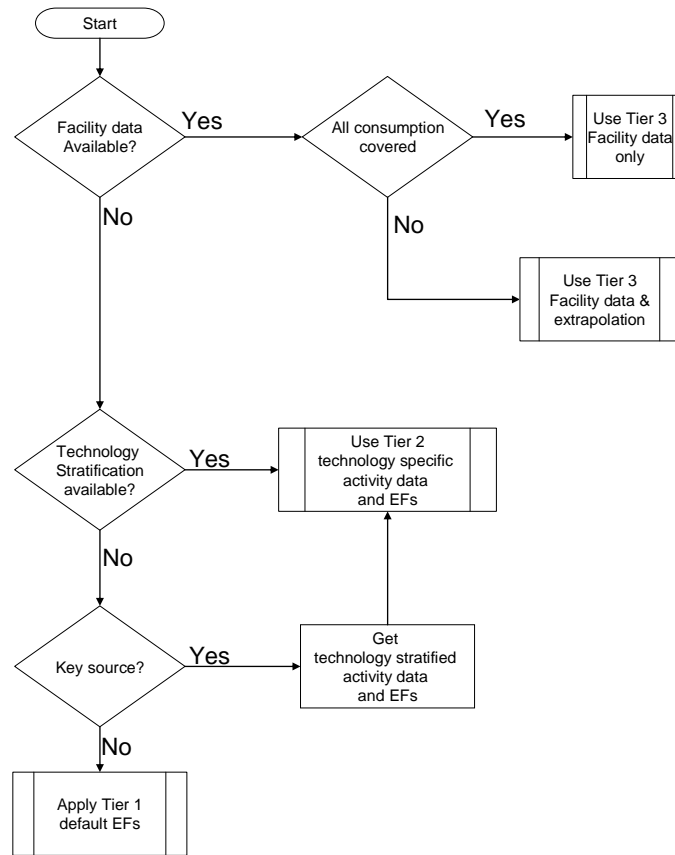 Start
Facility data
Available?
Yes
All consumption
covered
Yes
Use Tier 3
Facility data
only
No
No
Use Tier 3
Facility data &
extrapolation
Technology
Stratification
available?
Yes
Use Tier 2
technology specific
activity data
and EFs
No
Key source?
Yes
Get
technology stratified
activity data
and EFs
No
Apply Tier 1
default EFs